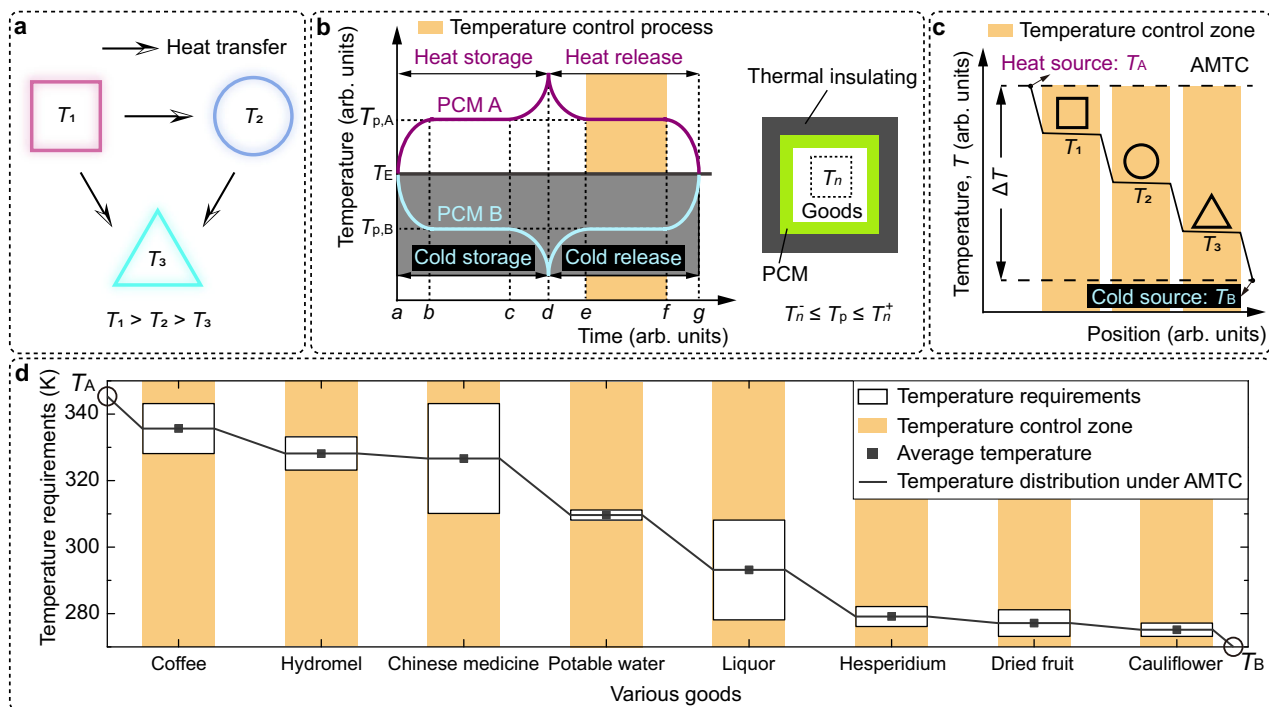 a
Heat transfer
T₁
T₂
T₃
T₁ > T₂ > T₃
b
Temperature control process
Temperature (arb. units)
Heat storage
Heat release
PCM A
Tp,A
TE
PCM B
Tp,B
Cold storage
Cold release
a b c d e f g
Time (arb. units)
Thermal insulating
Tn
Goods
PCM
Tn⁻ ≤ Tp ≤ Tn⁺
c
Temperature control zone
Heat source: TA
AMTC
Temperature, T (arb. units)
ΔT
T₁
T₂
T₃
Cold source: TB
Position (arb. units)
d
Temperature requirements (K)
TA
340
320
300
280
Temperature requirements
Temperature control zone
Average temperature
Temperature distribution under AMTC
TB
Coffee Hydromel Chinese medicine Potable water Liquor Hesperidium Dried fruit Cauliflower
Various goods